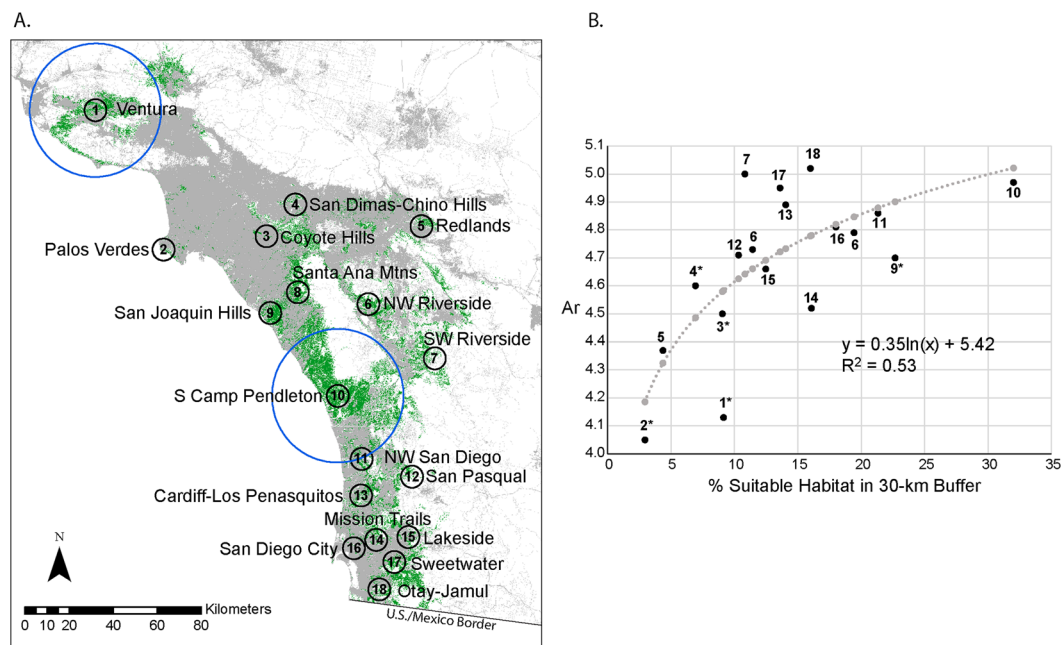 A.
1 Ventura
4 San Dimas-Chino Hills
5 Redlands
3 Coyote Hills
Palos Verdes 2
Santa Ana Mtns
8
6 NW Riverside
San Joaquin Hills 9
SW Riverside
7
S Camp Pendleton 10
11 NW San Diego
12 San Pasqual
Cardiff-Los Penasquitos 13
Mission Trails
14
15 Lakeside
San Diego City 16
17 Sweetwater
18 Otay-Jamul
U.S./Mexico Border
N
Kilometers
0 10 20 40 60 80
B.
5.1
5.0
4.9
4.8
4.7
4.6
4.5
4.4
4.3
4.2
4.1
4.0
Ar
7
17
18
13
10
12
6
11
16
6
9*
15
4*
14
3*
5
1*
2*
y = 0.35ln(x) + 5.42
R2 = 0.53
0 5 10 15 20 25 30 35
% Suitable Habitat in 30-km Buffer